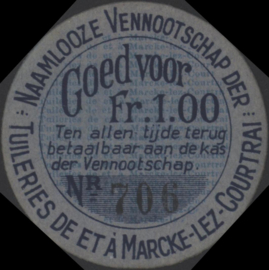 NAAMLOOZE VENNOOTSCHAP DER:
TUILERIES DE ET À MARCKE-LEZ-COURTRAI
Goed voor
Fr. 1.00
Ten allen tijde terug
betaalbaar aan de kas
der Vennootschap.
NR 706